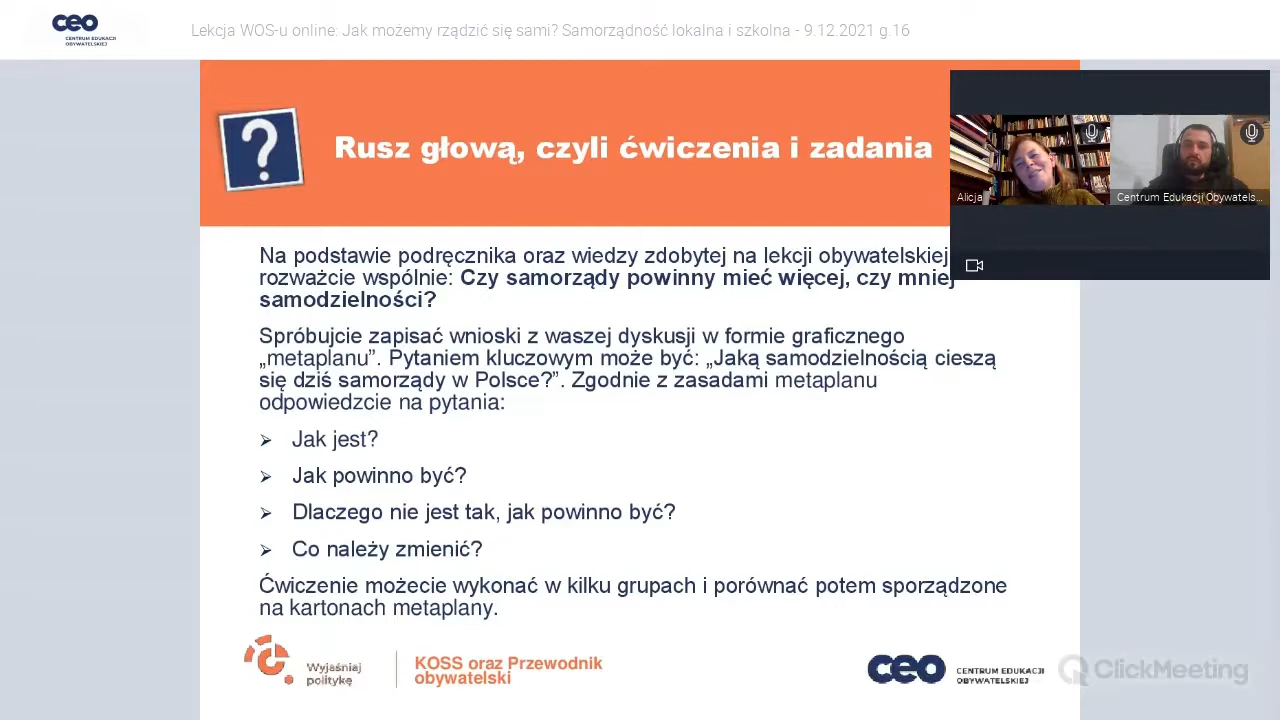 ceo
CENTRUM EDUKACJI
OBYWATELSKIEJ
Lekcja WOS-u online: Jak możemy rządzić się sami? Samorządność lokalna i szkolna - 9.12.2021 g.16
?
Rusz głową, czyli ćwiczenia i zadania
Alicja
Centrum Edukacji Obywatels...
Na podstawie podręcznika oraz wiedzy zdobytej na lekcji obywatelskiej
rozważcie wspólnie: Czy samorządy powinny mieć więcej, czy mniej
samodzielności?
Spróbujcie zapisać wnioski z waszej dyskusji w formie graficznego
„metaplanu”. Pytaniem kluczowym może być: „Jaką samodzielnością cieszą
się dziś samorządy w Polsce?”. Zgodnie z zasadami metaplanu
odpowiedzcie na pytania:
➢ Jak jest?
➢ Jak powinno być?
➢ Dlaczego nie jest tak, jak powinno być?
➢ Co należy zmienić?
Ćwiczenie możecie wykonać w kilku grupach i porównać potem sporządzone
na kartonach metaplany.
Wyjaśniaj
politykę
KOSS oraz Przewodnik
obywatelski
ceo
CENTRUM EDUKACJI
OBYWATELSKIEJ
ClickMeeting